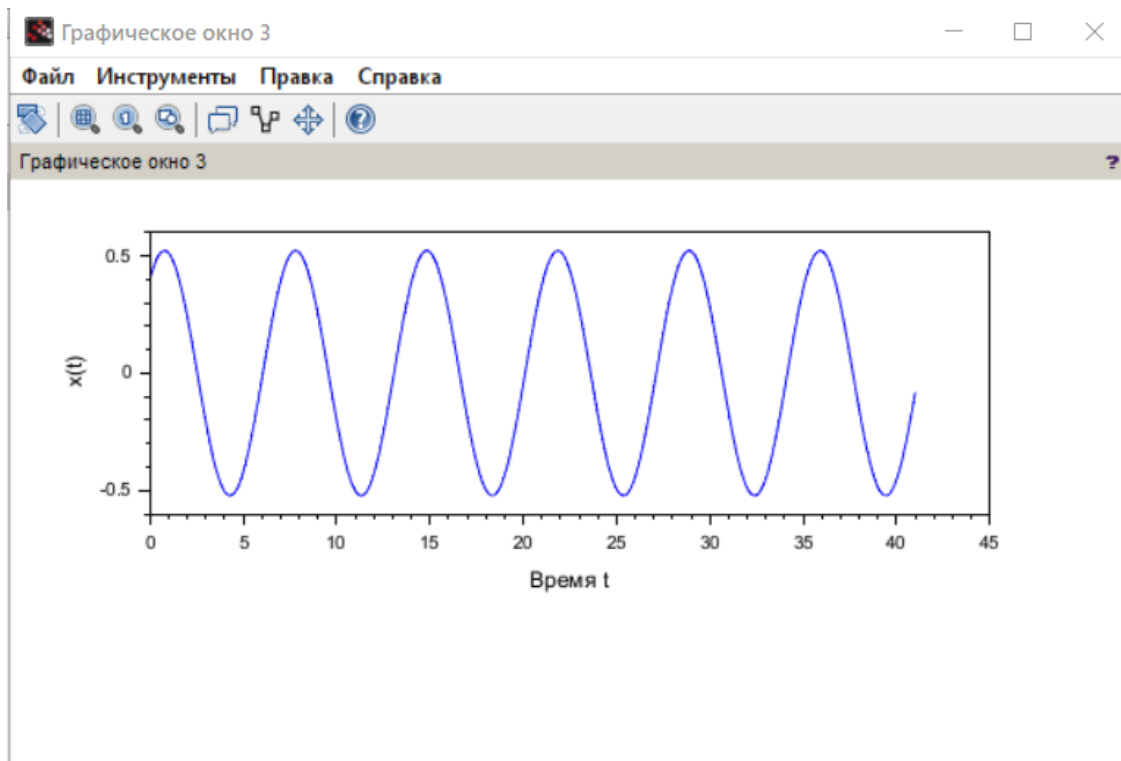 Графическое окно 3
Файл Инструменты Правка Справка
Графическое окно 3 ?
0.5
x(t)
0
-0.5
0 5 10 15 20 25 30 35 40 45
Время t